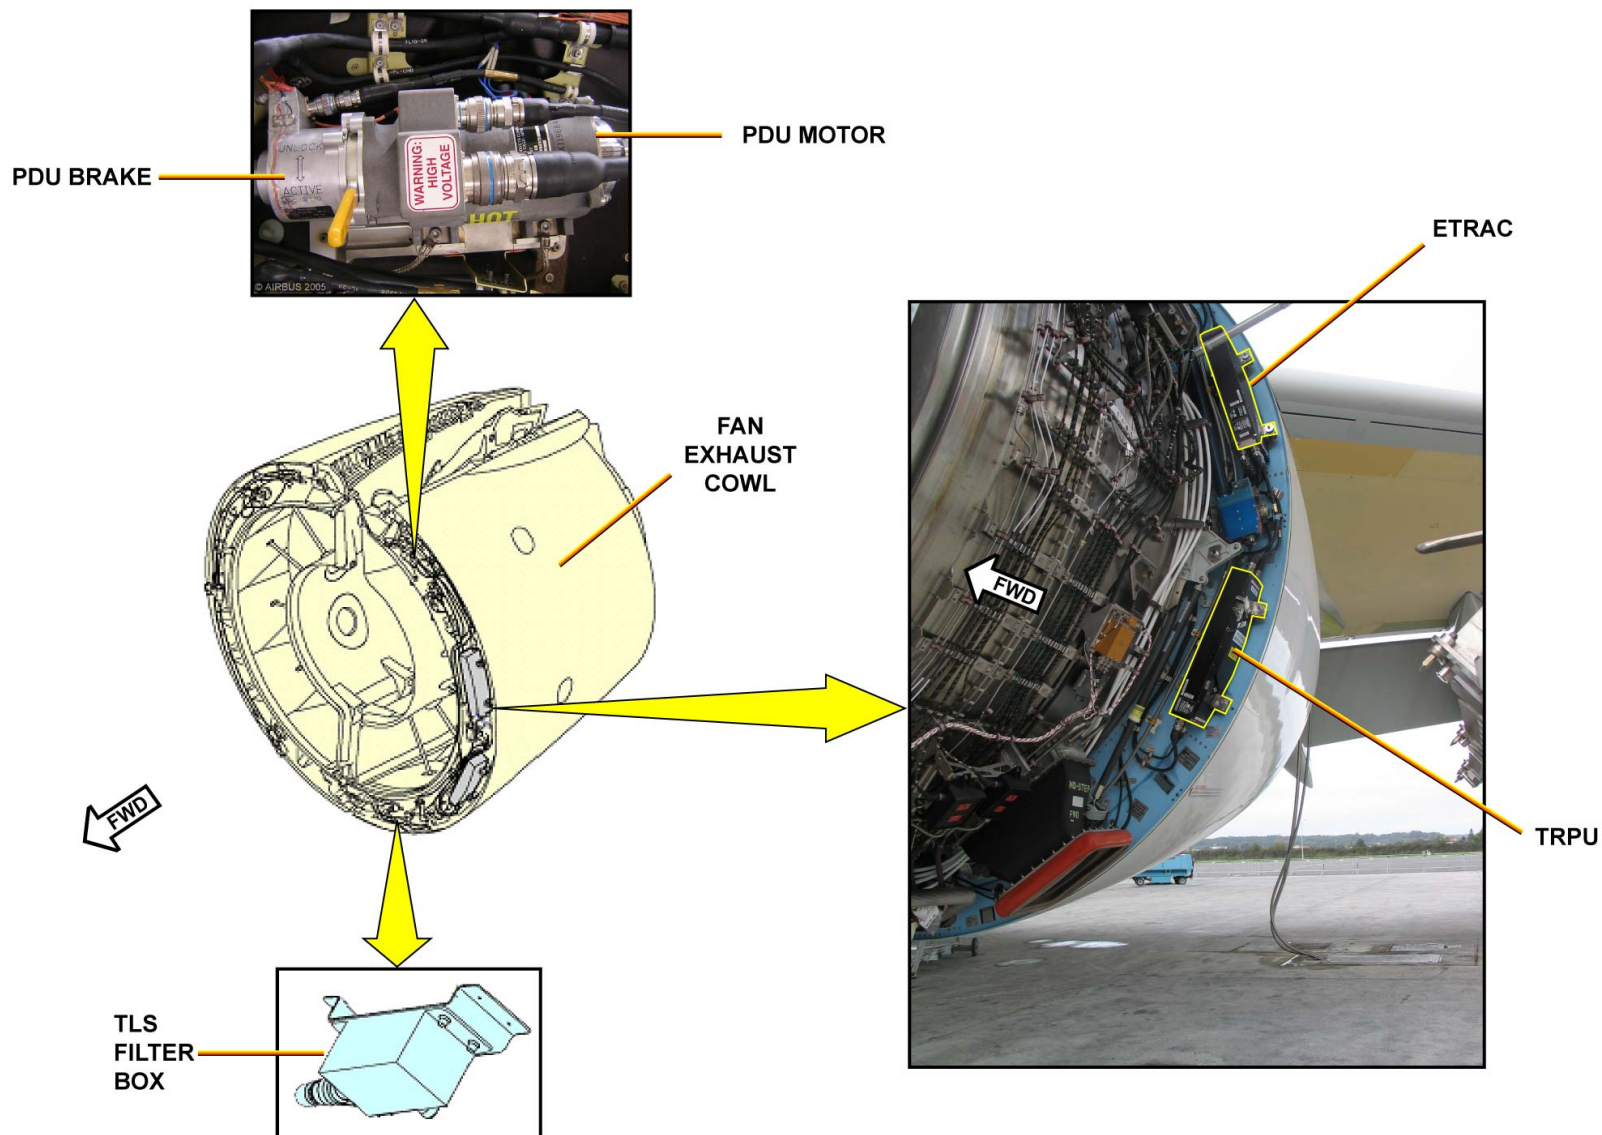 PDU MOTOR
PDU BRAKE
UNLOCK
ACTIVE
WARNING:
HIGH
VOLTAGE
HOT
© AIRBUS 2005
ETRAC
FAN
EXHAUST
COWL
FWD
FWD
TRPU
TLS
FILTER
BOX